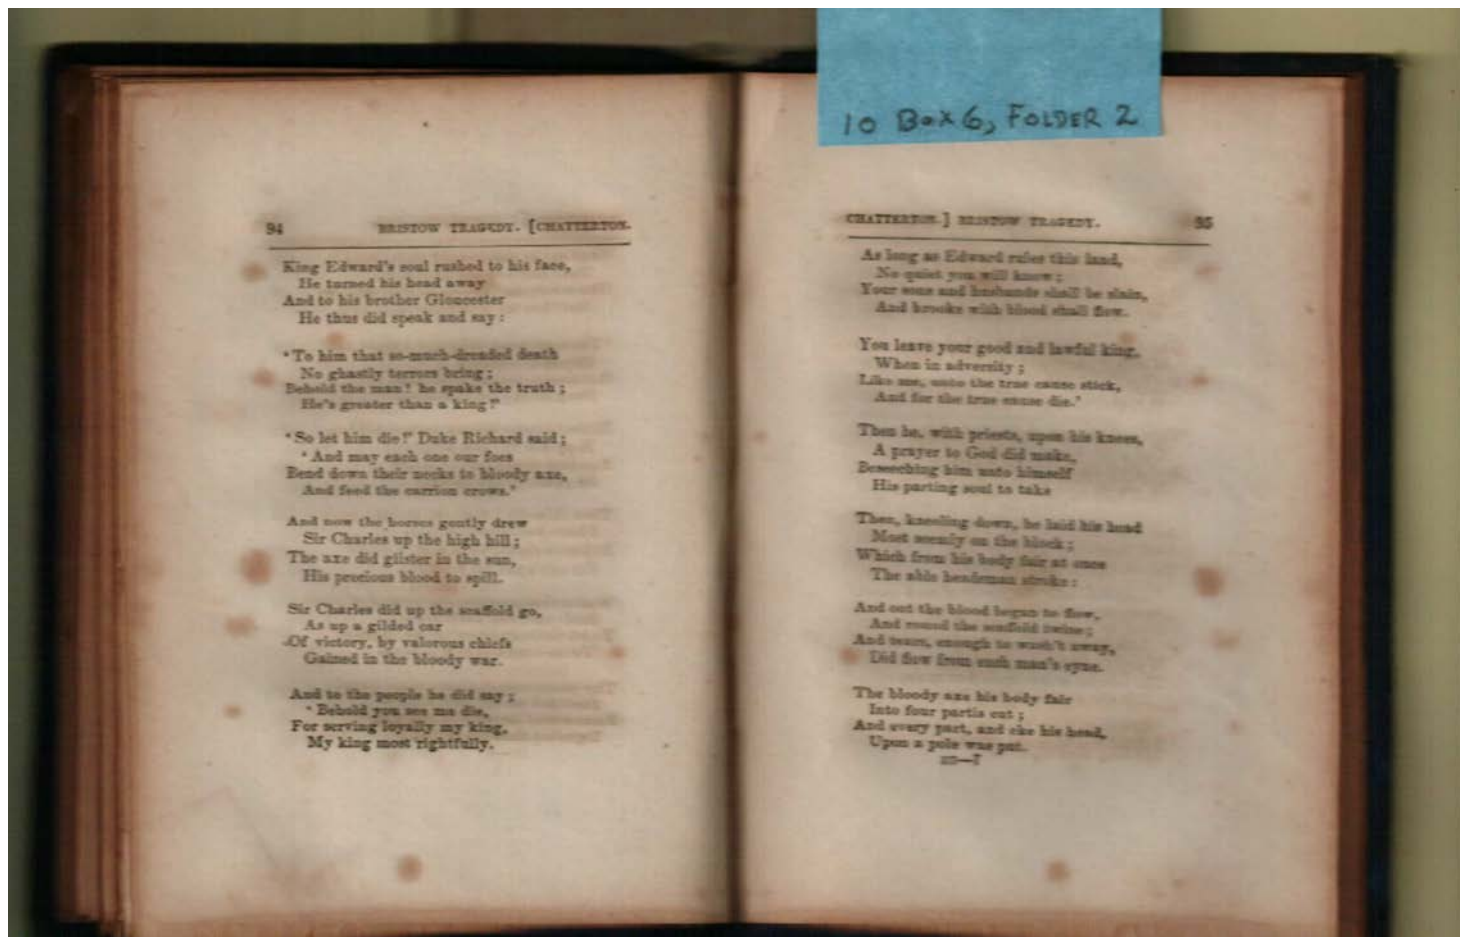 10 Box 6, FOLDER 2
94 BRISTOW TRAGEDY. [CHATTERTON.
King Edward's soul rushed to his face,
He turned his head away
And to his brother Gloucester
He thus did speak and say:
'To him that so-much-dreaded death
No ghastly terrors bring;
Behold the man! he spake the truth;
He's greater than a king!'
'So let him die!' Duke Richard said;
'And may each one our foes
Bend down their necks to bloody axe,
And feed the carrion crows.'
And now the horses gently drew
Sir Charles up the high hill;
The axe did glister in the sun,
His precious blood to spill.
Sir Charles did up the scaffold go,
As up a gilded car
Of victory, by valorous chiefs
Gained in the bloody war.
And to the people he did say;
'Behold you see me die,
For serving loyally my king,
My king most rightfully.
CHATTERTON.] BRISTOW TRAGEDY. 95
As long as Edward rules this land,
No quiet you will know;
Your sons and husbands shall be slain,
And brooks with blood shall flow.
You leave your good and lawful king,
When in adversity;
Like me, unto the true cause stick,
And for the true cause die.'
Then he, with priests, upon his knees,
A prayer to God did make,
Beseeching him unto himself
His parting soul to take
Then, kneeling down, he laid his head
Most seemly on the block;
Which from his body fair at once
The able headsman stroke:
And out the blood began to flow,
And round the scaffold twine;
And tears, enough to wash't away,
Did flow from each man's eyne.
The bloody axe his body fair
Into four partis cut;
And every part, and eke his head,
Upon a pole was put.